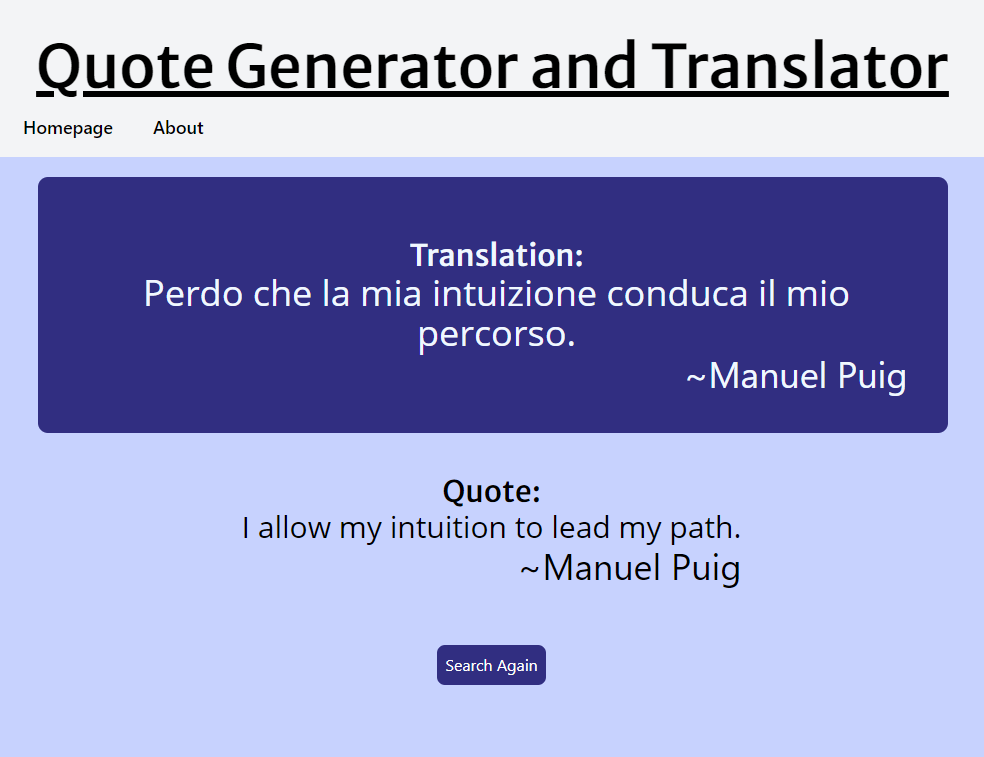 Quote Generator and Translator
Homepage About
Translation:
Perdo che la mia intuizione conduca il mio
percorso.
~Manuel Puig
Quote:
I allow my intuition to lead my path.
~Manuel Puig
Search Again